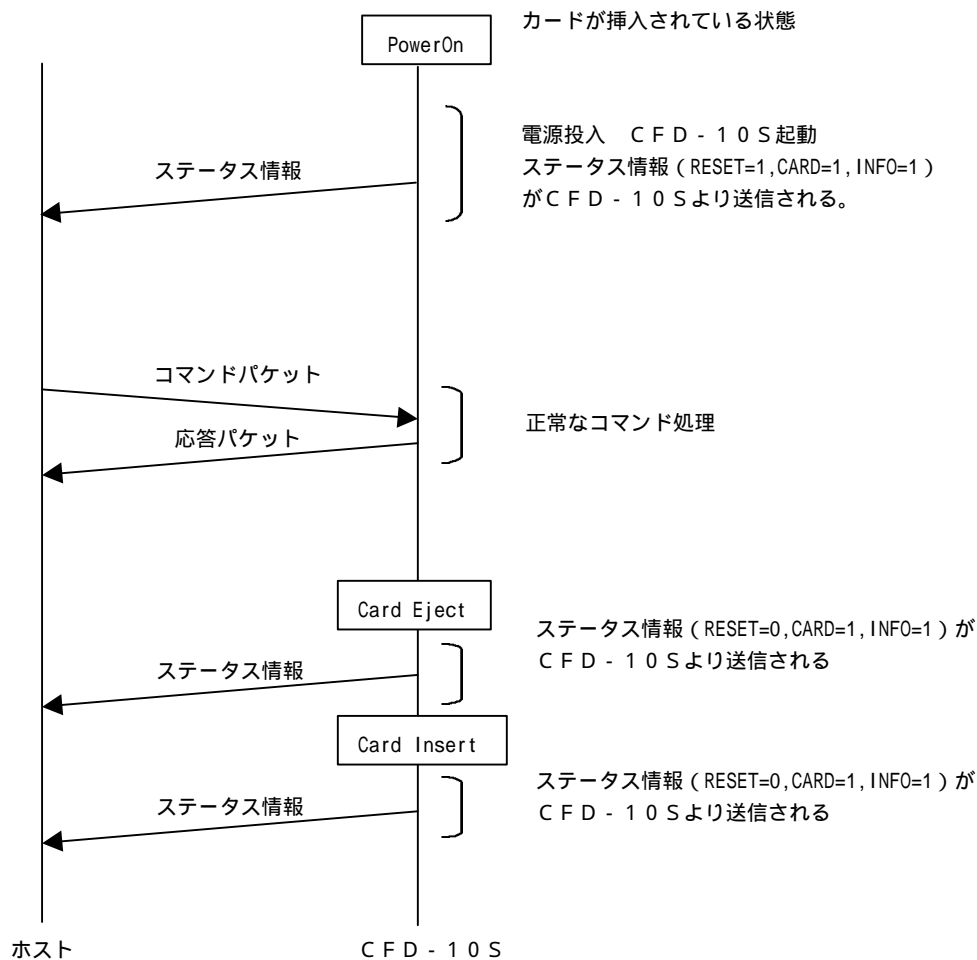 カードが挿入されている状態
PowerOn
電源投入　ＣＦＤ‐１０Ｓ起動
ステータス情報（RESET=1,CARD=1,INFO=1）
がＣＦＤ‐１０Ｓより送信される。
ステータス情報
コマンドパケット
応答パケット
正常なコマンド処理
Card Eject
ステータス情報（RESET=0,CARD=1,INFO=1）が
ＣＦＤ‐１０Ｓより送信される
ステータス情報
Card Insert
ステータス情報（RESET=0,CARD=1,INFO=1）が
ＣＦＤ‐１０Ｓより送信される
ステータス情報
ホスト
ＣＦＤ‐１０Ｓ